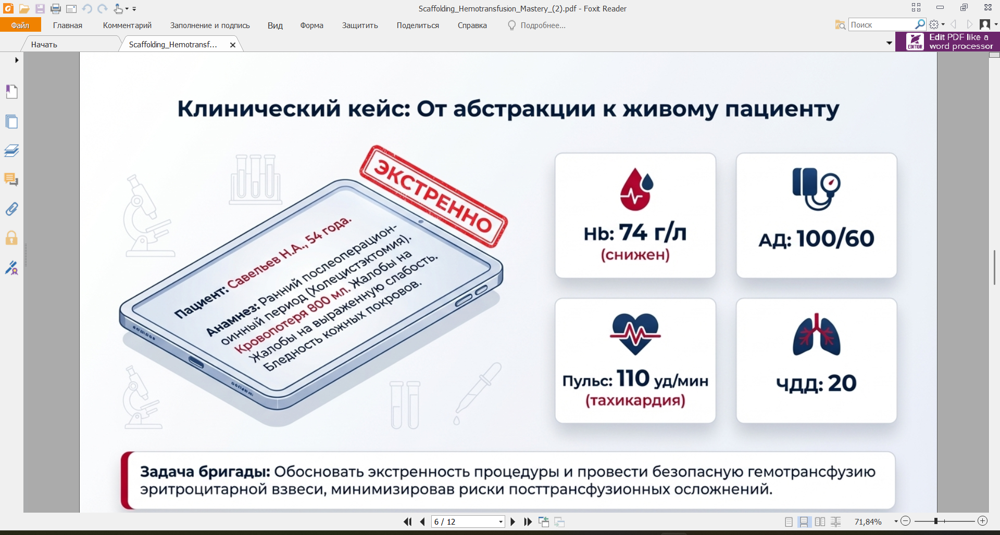 Scaffolding_Hemotransfusion_Mastery_(2).pdf - Foxit Reader
Файл
Главная
Комментарий
Заполнение и подпись
Вид
Форма
Защитить
Поделиться
Справка
Подробнее...
Поиск
Начать
Scaffolding_Hemotransf...
EDITOR
Edit PDF like a
word processor
Клинический кейс: От абстракции к живому пациенту
ЭКСТРЕННО
Пациент: Савельев Н.А., 54 года.
Анамнез: Ранний послеоперацион-
оинный период (Холецистэктомия).
Кровопотеря 800 мл. Жалобы на
Жалобы на выраженную слабость.
Бледность кожных покровов.
Hb: 74 г/л
(снижен)
АД: 100/60
Пульс: 110 уд/мин
(тахикардия)
ЧДД: 20
Задача бригады: Обосновать экстренность процедуры и провести безопасную гемотрансфузию
эритроцитарной взвеси, минимизировав риски посттрансфузионных осложнений.
6 / 12
71,84%